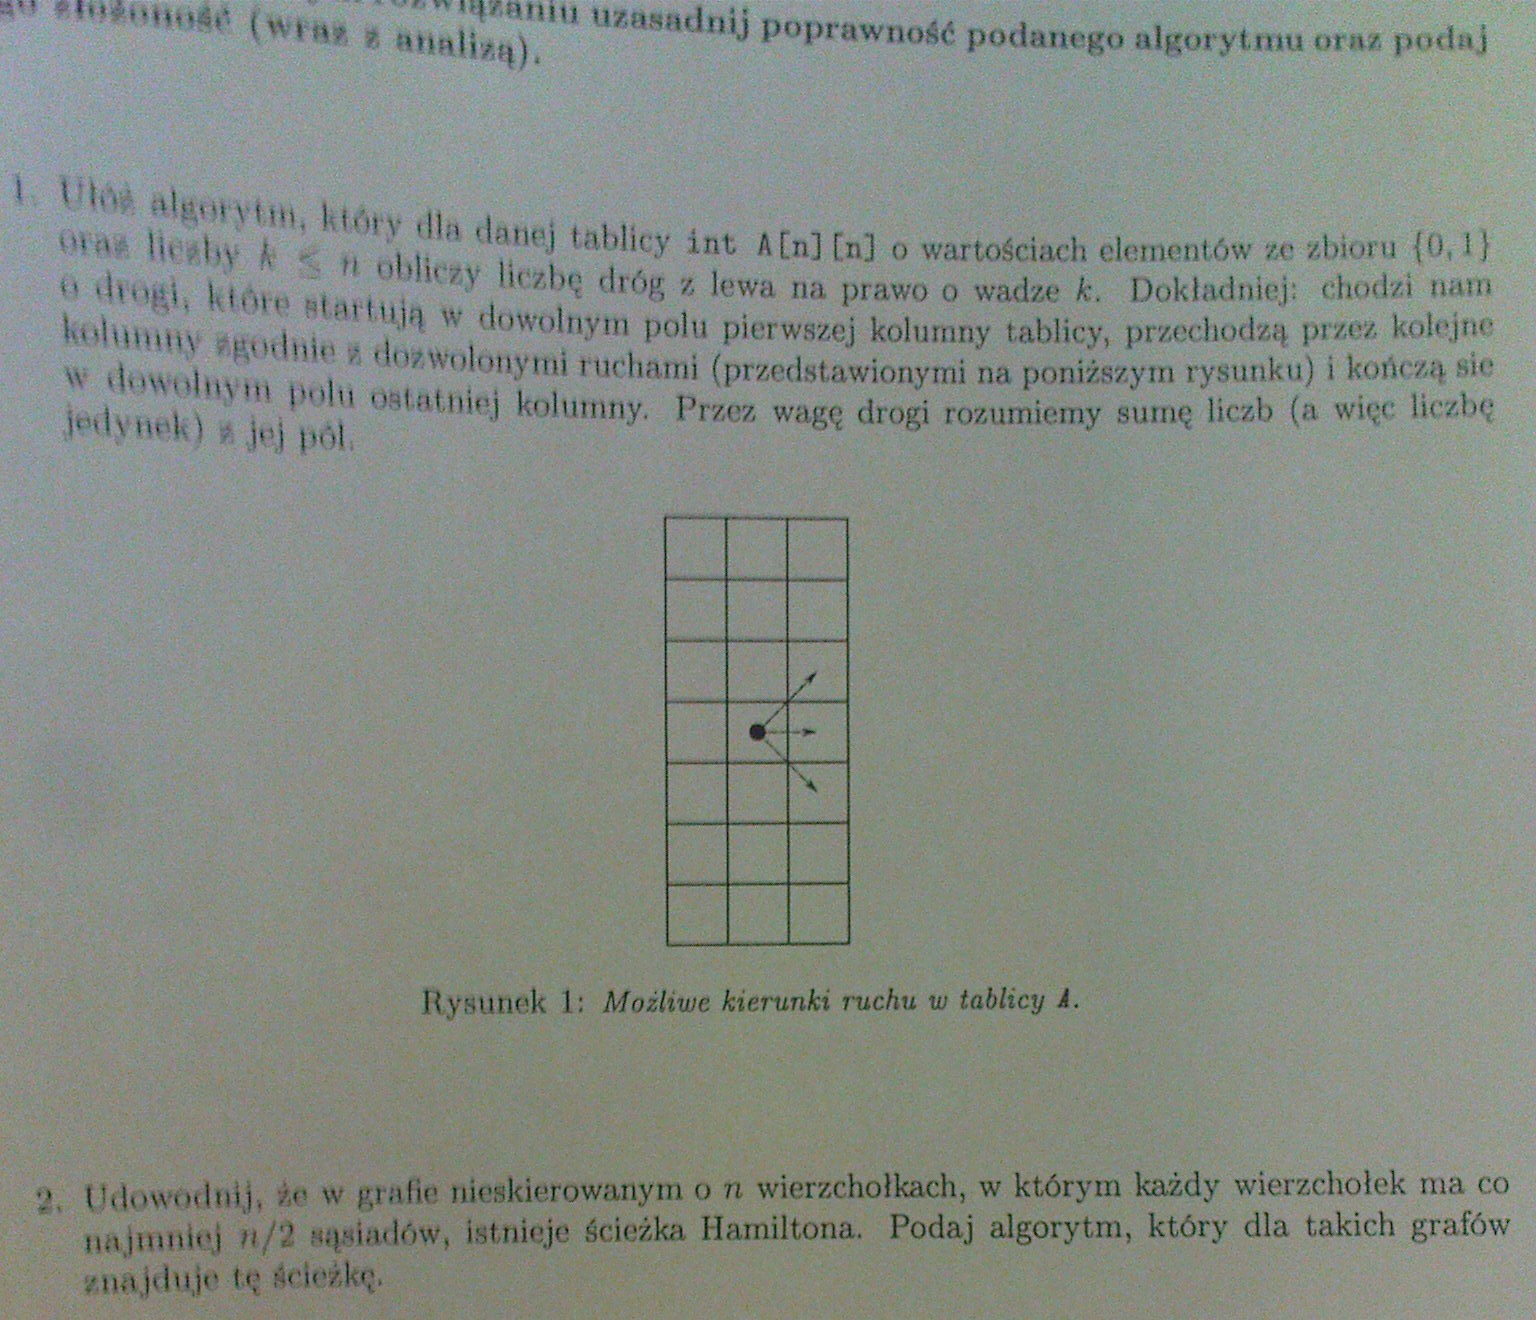 rozwiązaniu uzasadnij poprawność podanego algorytmu oraz podaj
złożoność (wraz z analizą).
1. Ułóż algorytm, który dla danej tablicy int A[n][n] o wartościach elementów ze zbioru {0,1}
oraz liczby k ≤ n obliczy liczbę dróg z lewa na prawo o wadze k. Dokładniej: chodzi nam
o drogi, które startują w dowolnym polu pierwszej kolumny tablicy, przechodzą przez kolejne
kolumny zgodnie z dozwolonymi ruchami (przedstawionymi na poniższym rysunku) i kończą sie
w dowolnym polu ostatniej kolumny. Przez wagę drogi rozumiemy sumę liczb (a więc liczbę
jedynek) z jej pól.
Rysunek 1: Możliwe kierunki ruchu w tablicy A.
2. Udowodnij, że w grafie nieskierowanym o n wierzchołkach, w którym każdy wierzchołek ma co
najmniej n/2 sąsiadów, istnieje ścieżka Hamiltona. Podaj algorytm, który dla takich grafów
znajduje tę ścieżkę.